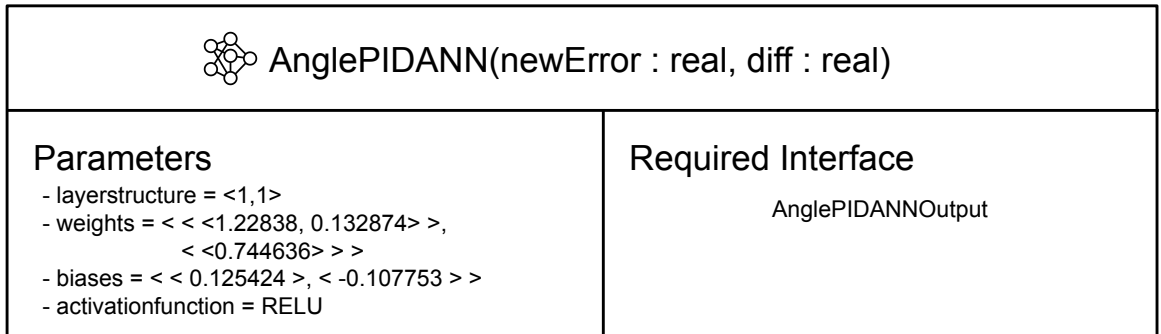 AnglePIDANN(newError : real, diff : real)
Parameters
- layerstructure = <1,1>
- weights = < < <1.22838, 0.132874> >,
< <0.744636> > >
- biases = < < 0.125424 >, < -0.107753 > >
- activationfunction = RELU
Required Interface
AnglePIDANNOutput